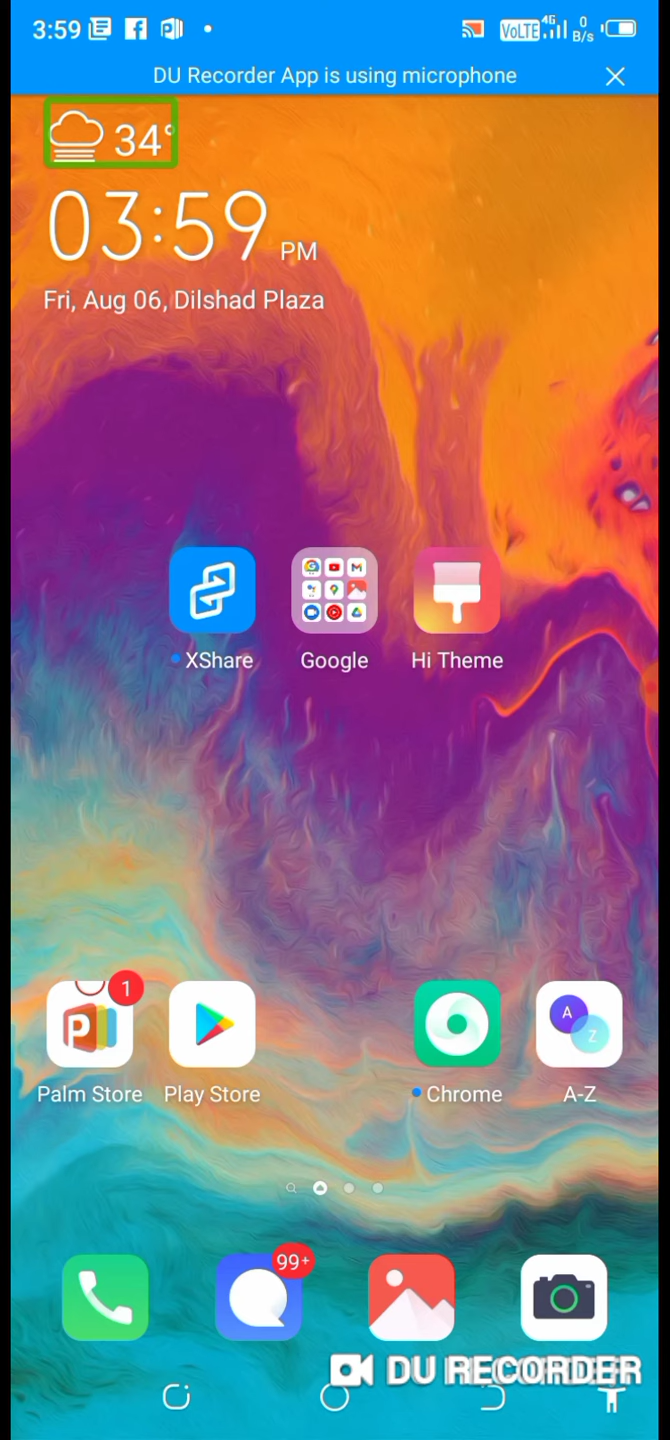 3:59 VoLTE 4G 0 B/s
DU Recorder App is using microphone
34°
03:59 PM
Fri, Aug 06, Dilshad Plaza
XShare Google Hi Theme
1
P
A
Z
Palm Store Play Store Chrome A-Z
99+
DU RECORDER